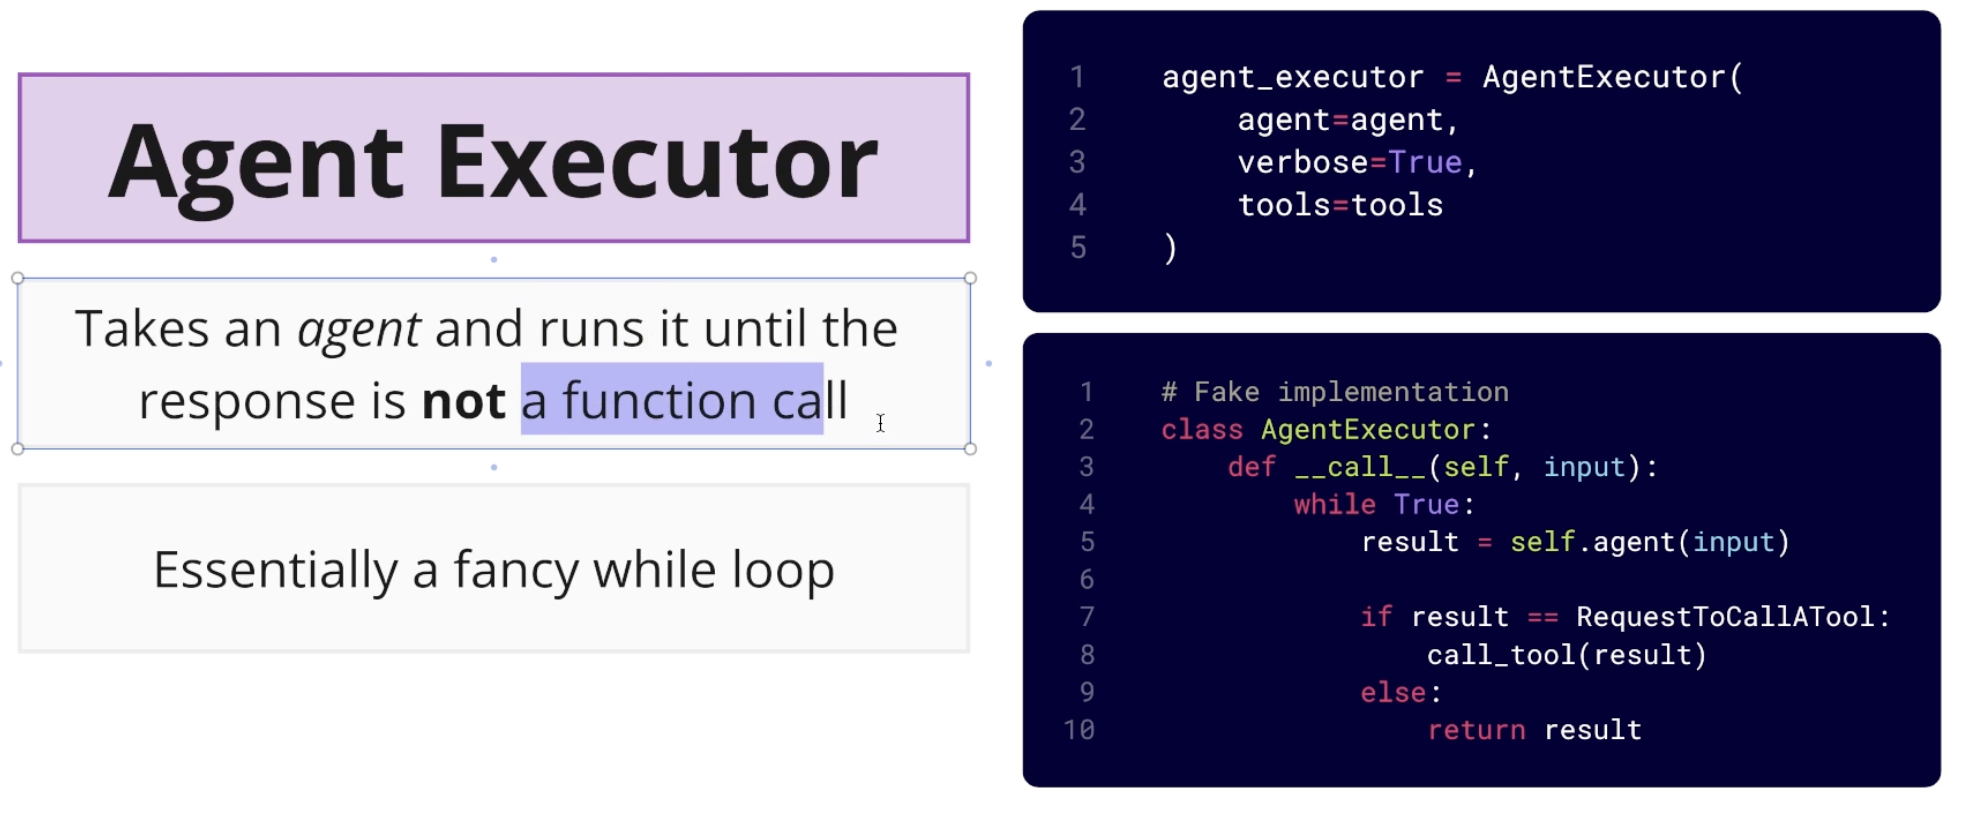 Agent Executor
Takes an agent and runs it until the
response is not a function call
Essentially a fancy while loop
1 agent_executor = AgentExecutor(
2     agent=agent,
3     verbose=True,
4     tools=tools
5 )
1 # Fake implementation
2 class AgentExecutor:
3     def __call__(self, input):
4         while True:
5             result = self.agent(input)
6
7             if result == RequestToCallATool:
8                 call_tool(result)
9             else:
10                 return result